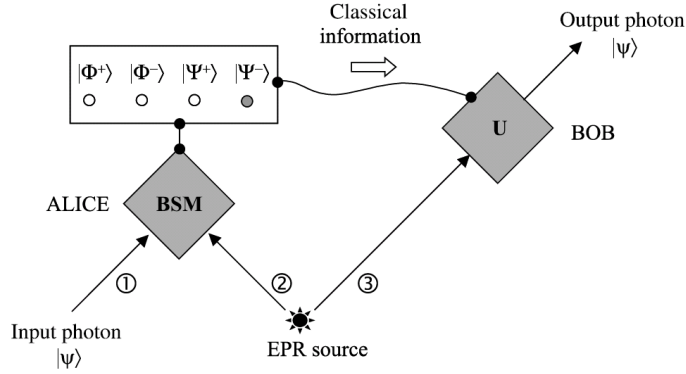 Classical
information
Output photon
|ψ⟩
|Φ⁺⟩ |Φ⁻⟩ |Ψ⁺⟩ |Ψ⁻⟩
U
BOB
ALICE
BSM
①
②
③
Input photon
|ψ⟩
EPR source